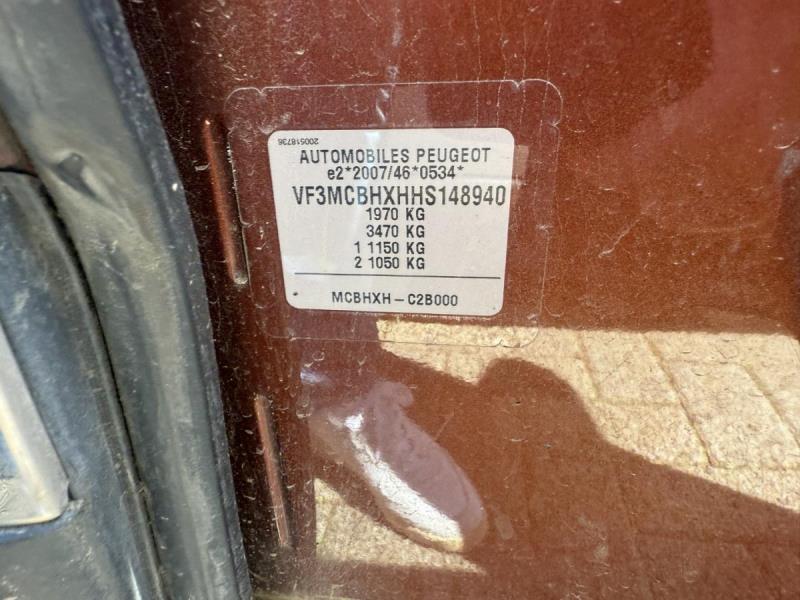 200518736
AUTOMOBILES PEUGEOT
e2*2007/46*0534*
VF3MCBHXHHS148940
1970 KG
3470 KG
1 1150 KG
2 1050 KG
MCBHXH-C2B000